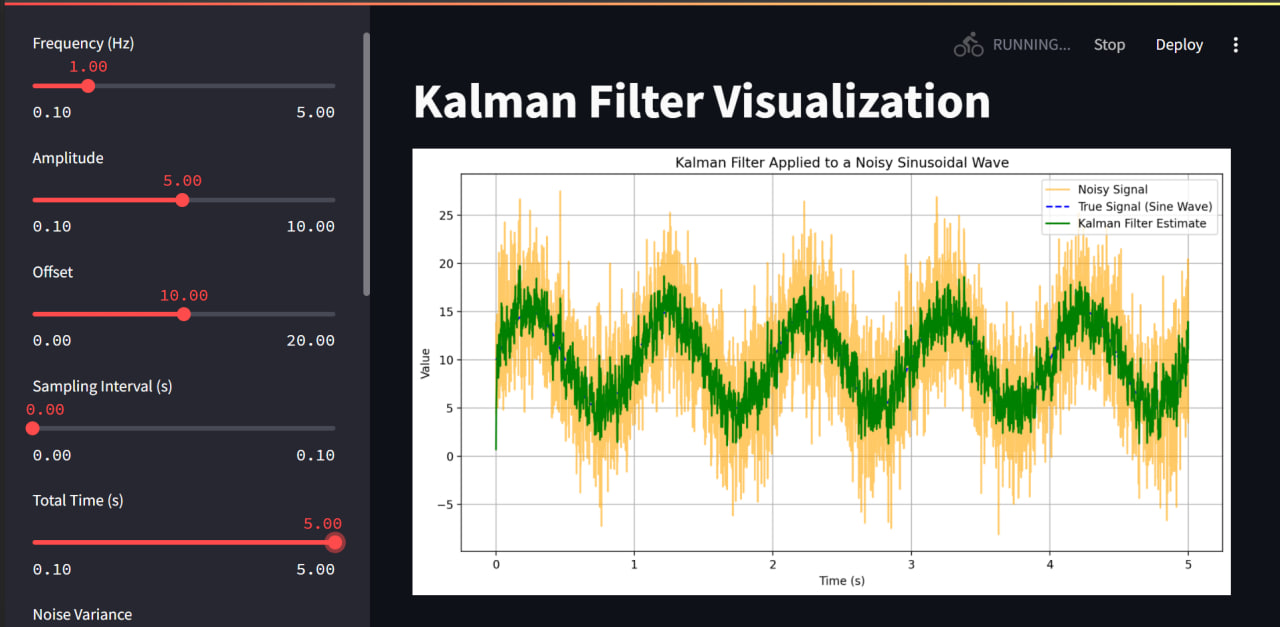 Frequency (Hz)
1.00
0.10 5.00
Amplitude
5.00
0.10 10.00
Offset
10.00
0.00 20.00
Sampling Interval (s)
0.00
0.00 0.10
Total Time (s)
5.00
0.10 5.00
Noise Variance
RUNNING... Stop Deploy
Kalman Filter Visualization
Kalman Filter Applied to a Noisy Sinusoidal Wave
Noisy Signal
True Signal (Sine Wave)
Kalman Filter Estimate
Value
25
20
15
10
5
0
−5
0 1 2 3 4 5
Time (s)